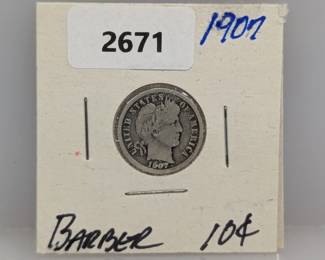 2671
1907
UNITED STATES OF AMERICA
1907
BARBER 10¢